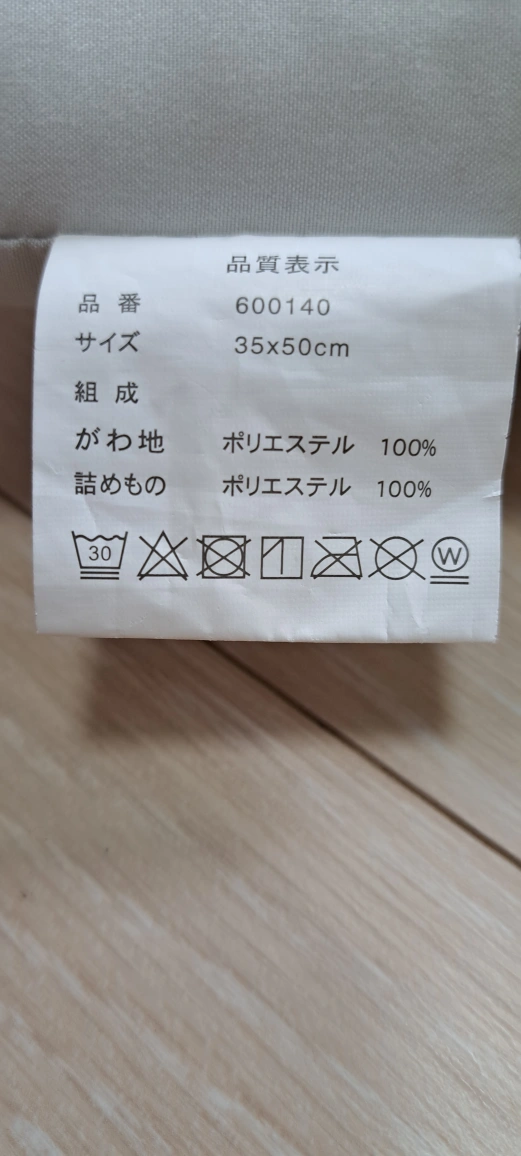 品質表示
品 番 600140
サイズ 35x50cm
組 成
がわ地 ポリエステル 100%
詰めもの ポリエステル 100%
30 W